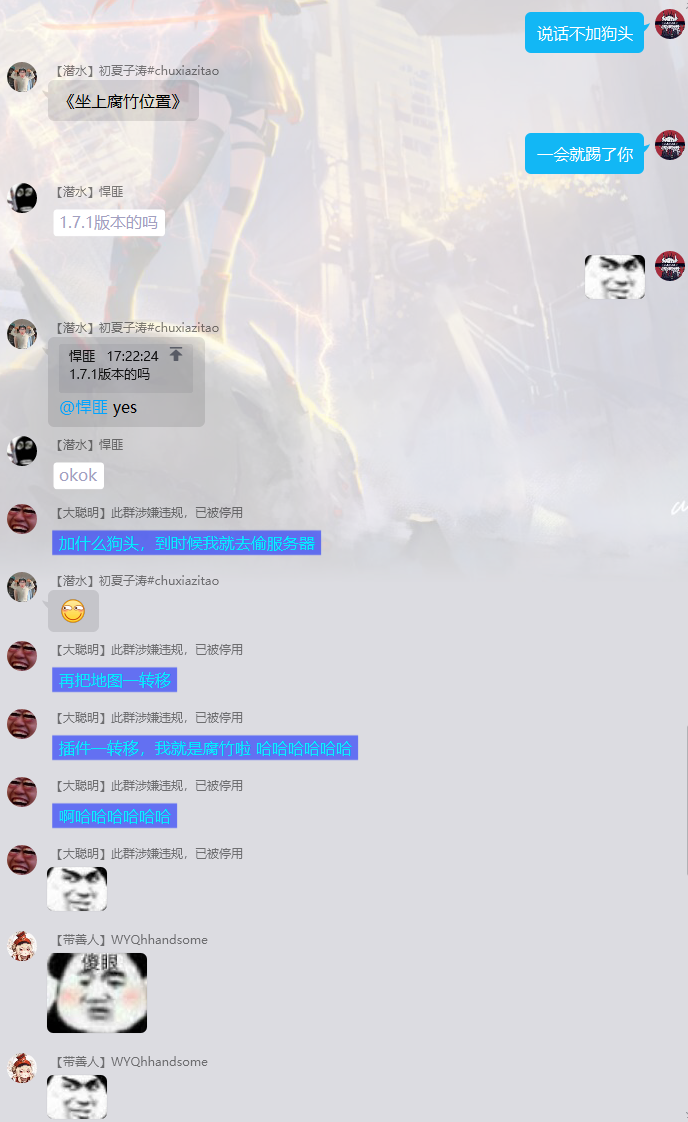 说话不加狗头
【潜水】初夏子涛#chuxiazitao
《坐上腐竹位置》
一会就踢了你
【潜水】悍匪
1.7.1版本的吗
【潜水】初夏子涛#chuxiazitao
悍匪 17:22:24
1.7.1版本的吗
@悍匪 yes
【潜水】悍匪
okok
【大聪明】此群涉嫌违规，已被停用
加什么狗头，到时候我就去偷服务器
【潜水】初夏子涛#chuxiazitao
【大聪明】此群涉嫌违规，已被停用
再把地图一转移
【大聪明】此群涉嫌违规，已被停用
插件一转移，我就是腐竹啦 哈哈哈哈哈哈
【大聪明】此群涉嫌违规，已被停用
啊哈哈哈哈哈哈
【大聪明】此群涉嫌违规，已被停用
【带善人】WYQhhandsome
傻眼
【带善人】WYQhhandsome